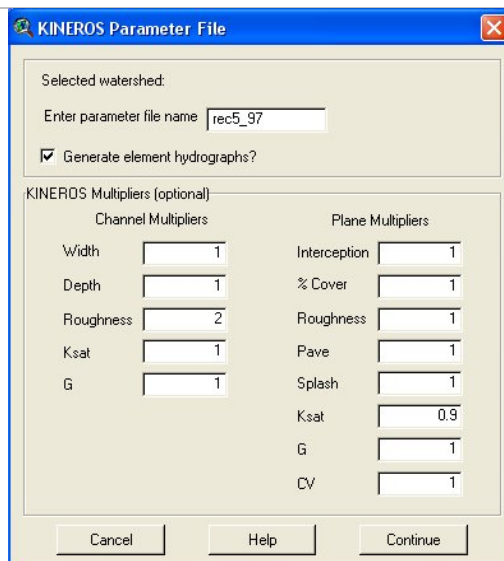 KINEROS Parameter File
Selected watershed:
Enter parameter file name rec5_97
Generate element hydrographs?
KINEROS Multipliers (optional)
Channel Multipliers Plane Multipliers
Width 1 Interception 1
Depth 1 % Cover 1
Roughness 2 Roughness 1
Ksat 1 Pave 1
G 1 Splash 1
Ksat 0.9
G 1
CV 1
Cancel Help Continue